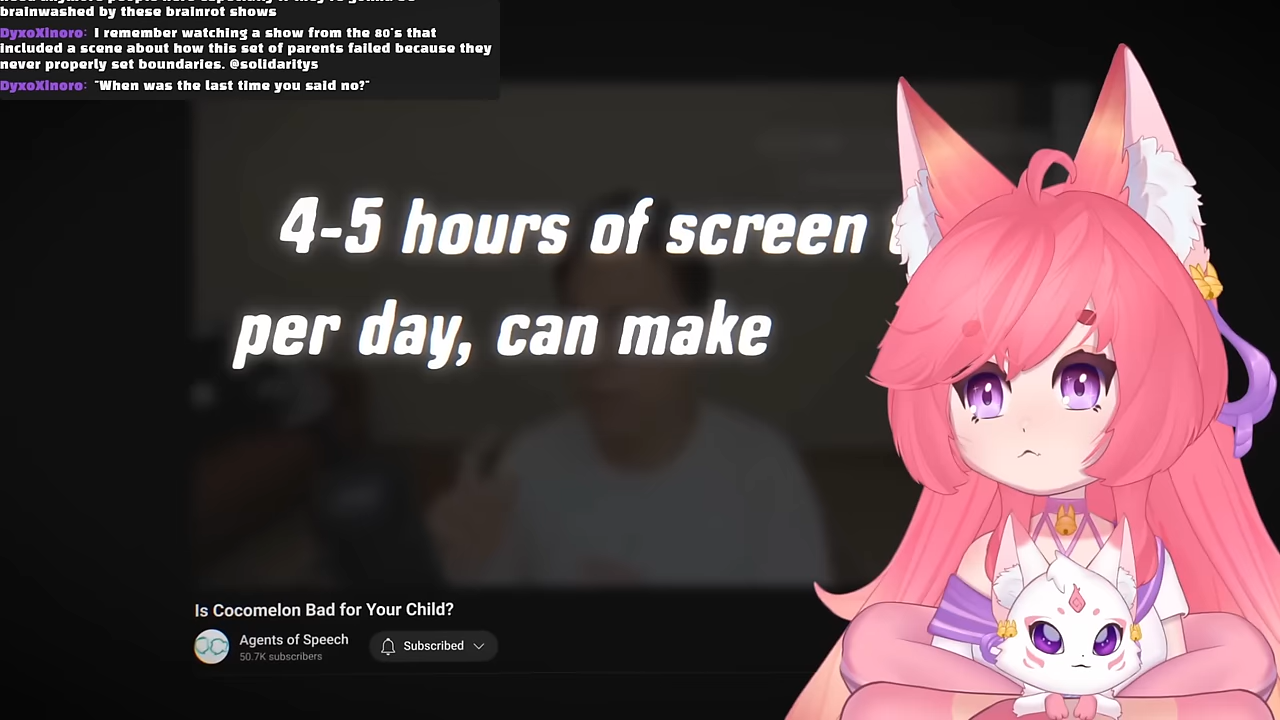 brainwashed by these brainrot shows
DyxoXinoro: I remember watching a show from the 80's that
included a scene about how this set of parents failed because they
never properly set boundaries. @solidaritys
DyxoXinoro: "When was the last time you said no?"
4-5 hours of screen
per day, can make
Is Cocomelon Bad for Your Child?
Agents of Speech
50.7K subscribers
Subscribed